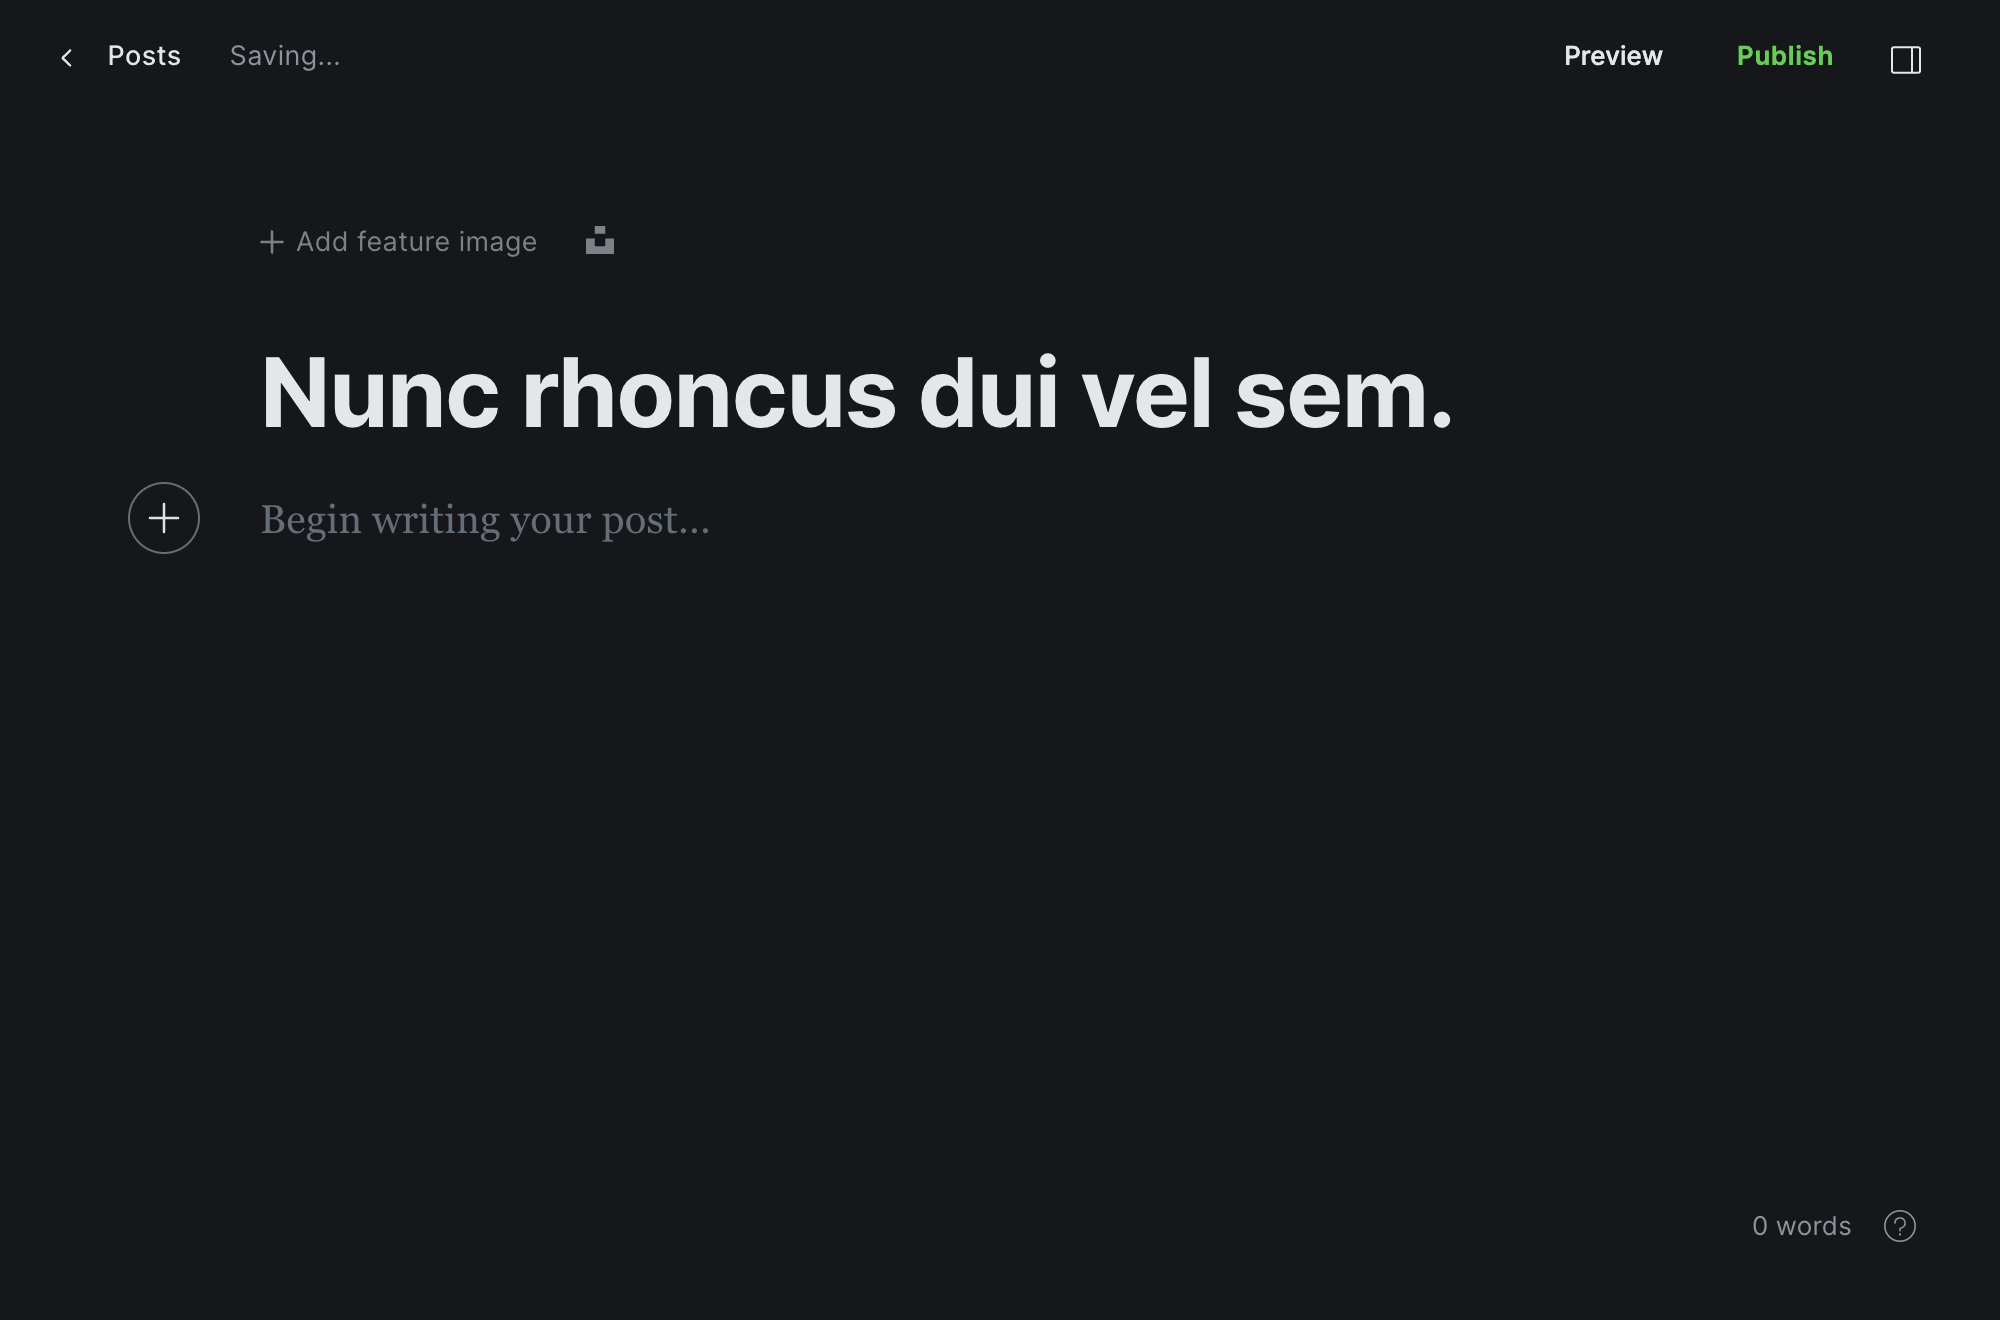 Posts Saving... Preview Publish
Add feature image
Nunc rhoncus dui vel sem.
Begin writing your post...
0 words